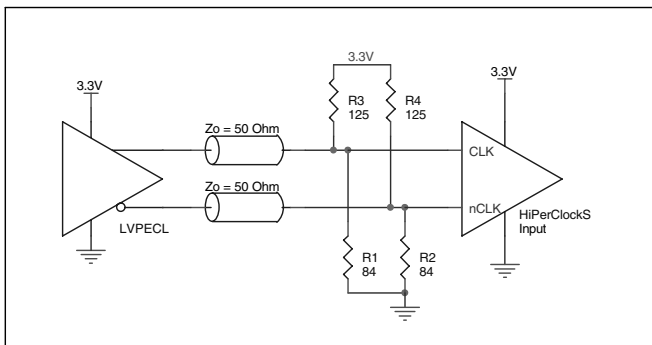 3.3V
3.3V
3.3V
R3
125
R4
125
Zo = 50 Ohm
CLK
Zo = 50 Ohm
nCLK
HiPerClockS
Input
LVPECL
R1
84
R2
84